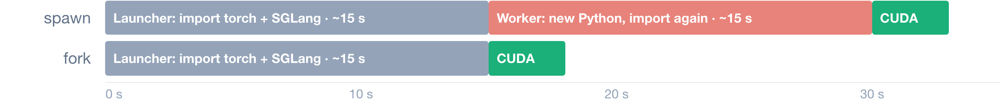 spawn Launcher: import torch + SGLang · ~15 s Worker: new Python, import again · ~15 s CUDA
fork Launcher: import torch + SGLang · ~15 s CUDA
0 s 10 s 20 s 30 s